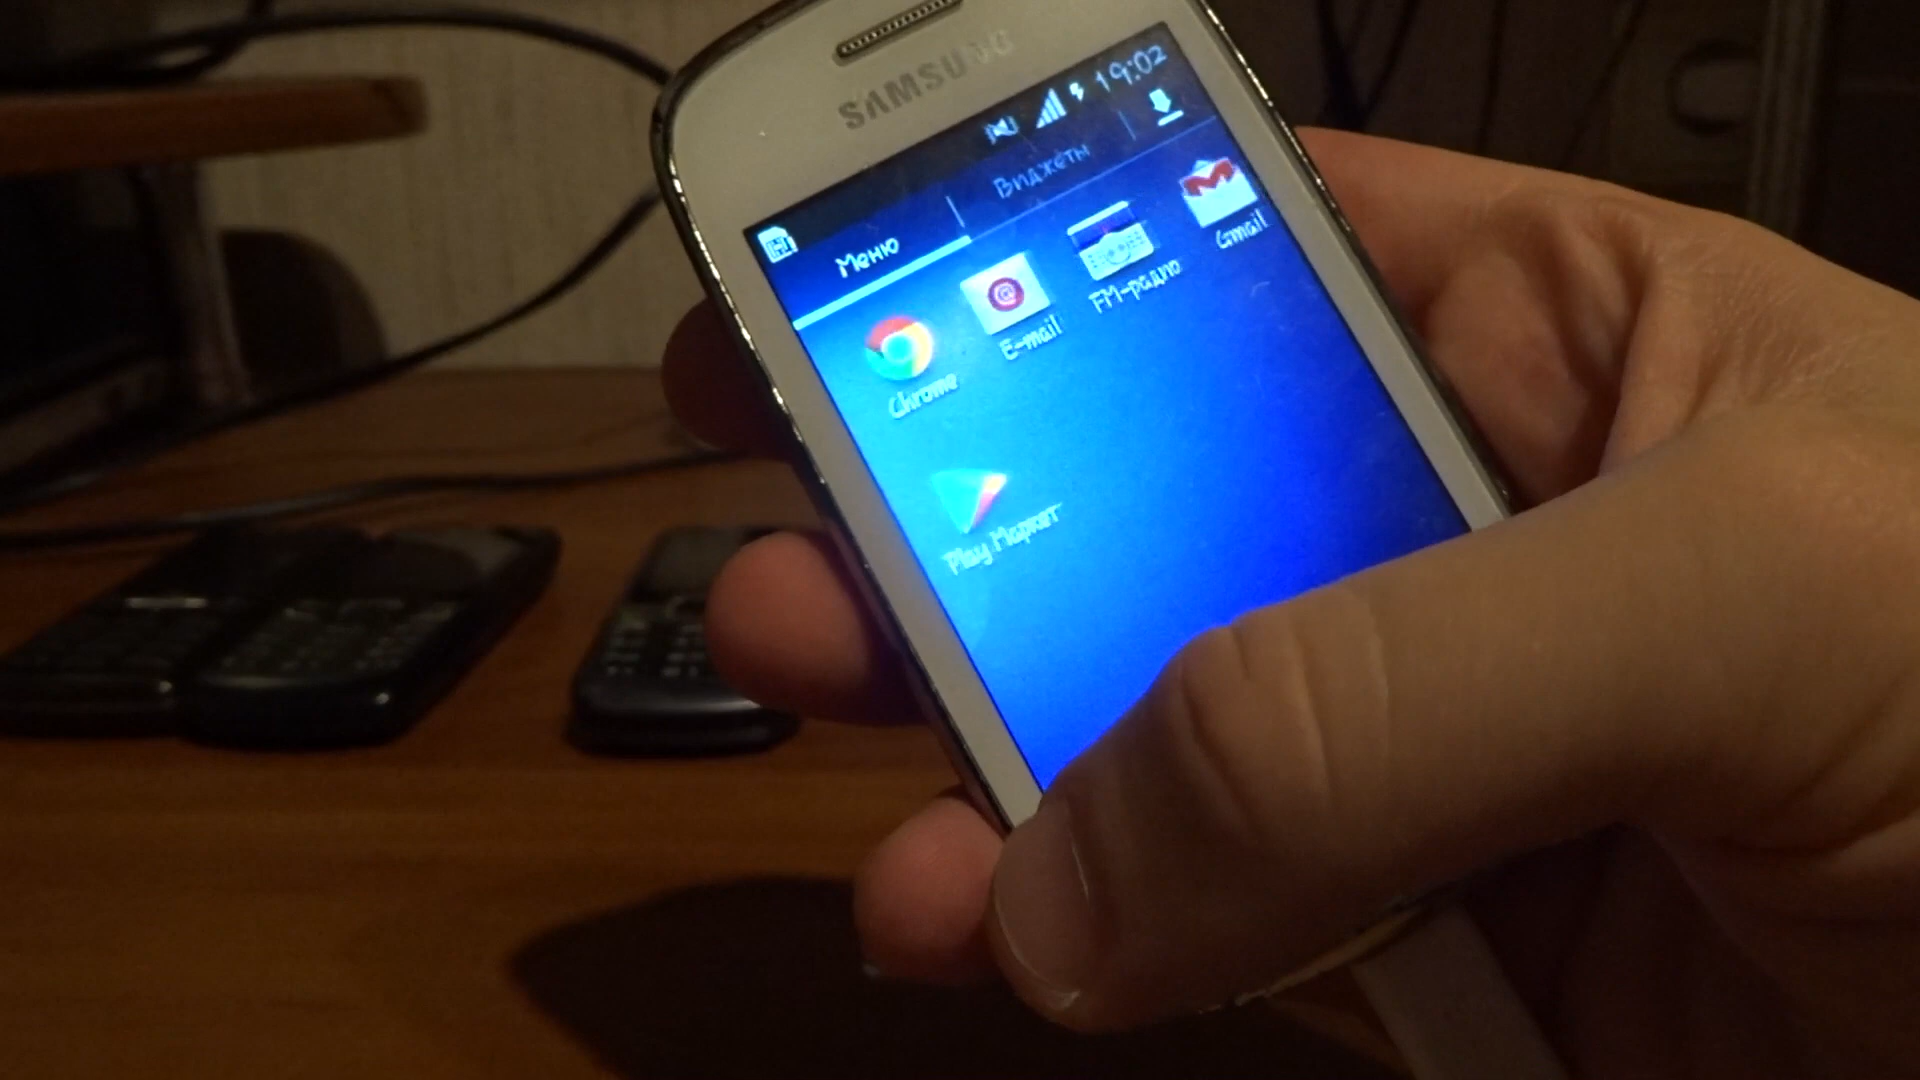 SAMSUNG
19:02
Меню
Виджеты
Chrome
E-mail
FM-радио
Gmail
Play Маркет